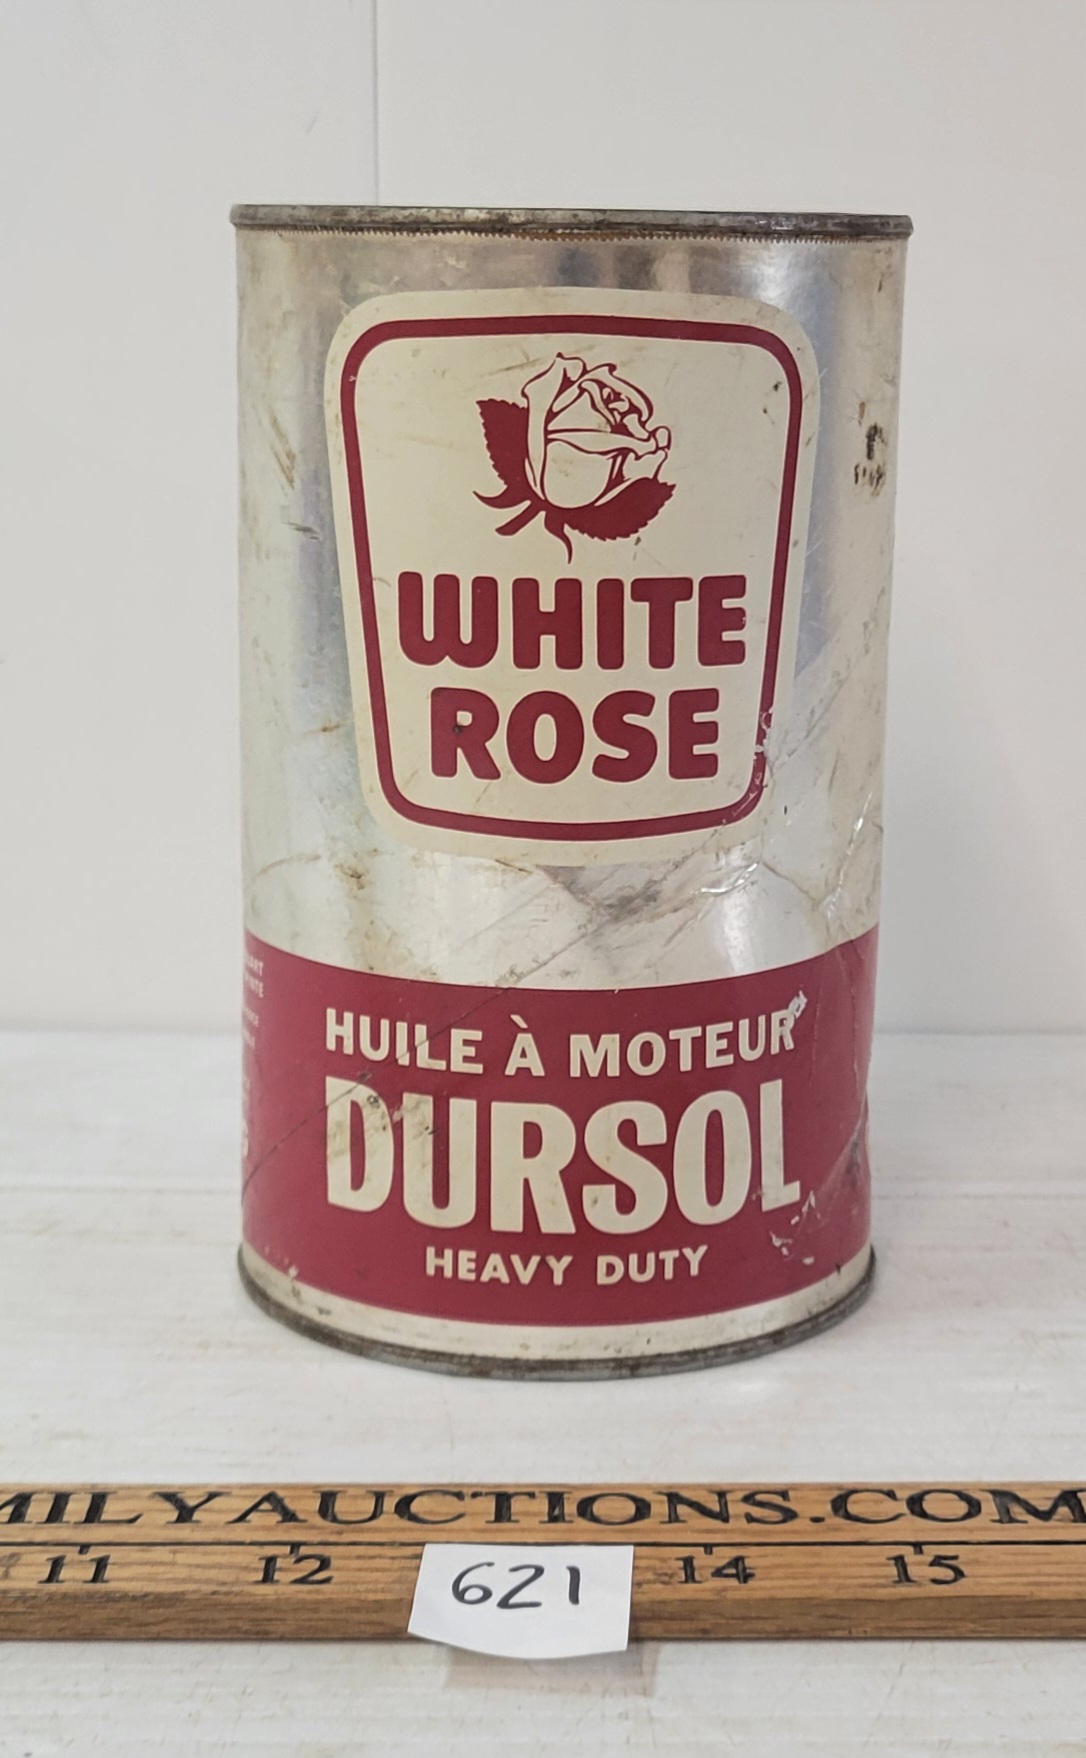 WHITE
ROSE
HUILE À MOTEUR
DURSOL
HEAVY DUTY
MILYAUCTIONS.COM
11 12 14 15
621